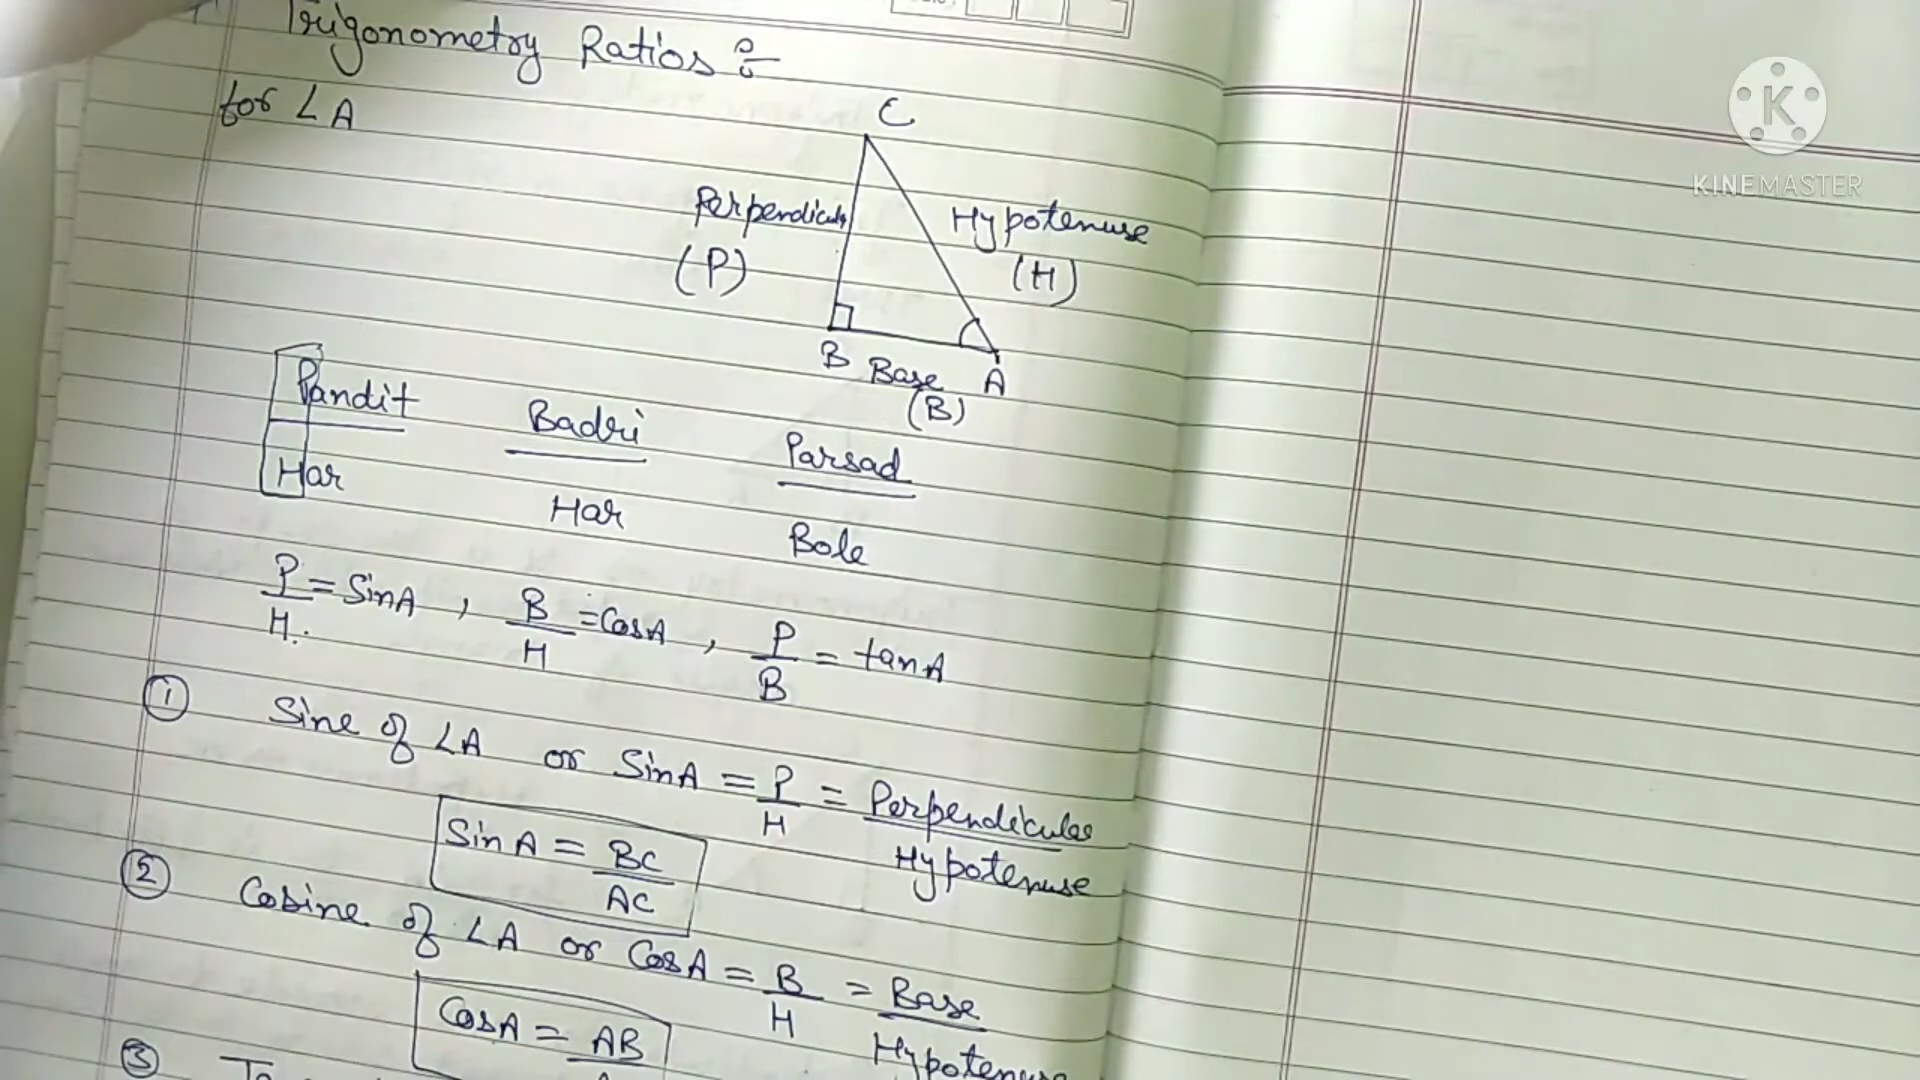 Trigonometry Ratios :-
for ∠A
C
Perpendicular
(P)
Hypotenuse
(H)
B Base A
(B)
Pandit Badri Parsad
Har Har Bole
P/H = SinA , B/H = CosA , P/B = tanA
① Sine of ∠A or SinA = P/H = Perpendicular/Hypotenuse
SinA = BC/AC
② Cosine of ∠A or CosA = B/H = Base/Hypotenuse
CosA = AB
③
K
KINEMASTER